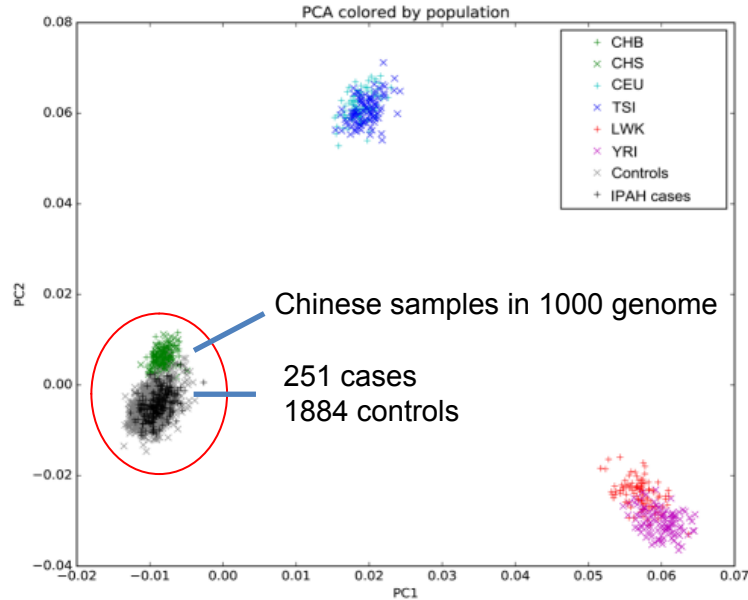 PCA colored by population
0.08
0.06
0.04
0.02
0.00
−0.02
−0.04
PC2
CHB
CHS
CEU
TSI
LWK
YRI
Controls
IPAH cases
Chinese samples in 1000 genome
251 cases
1884 controls
−0.02 −0.01 0.00 0.01 0.02 0.03 0.04 0.05 0.06 0.07
PC1